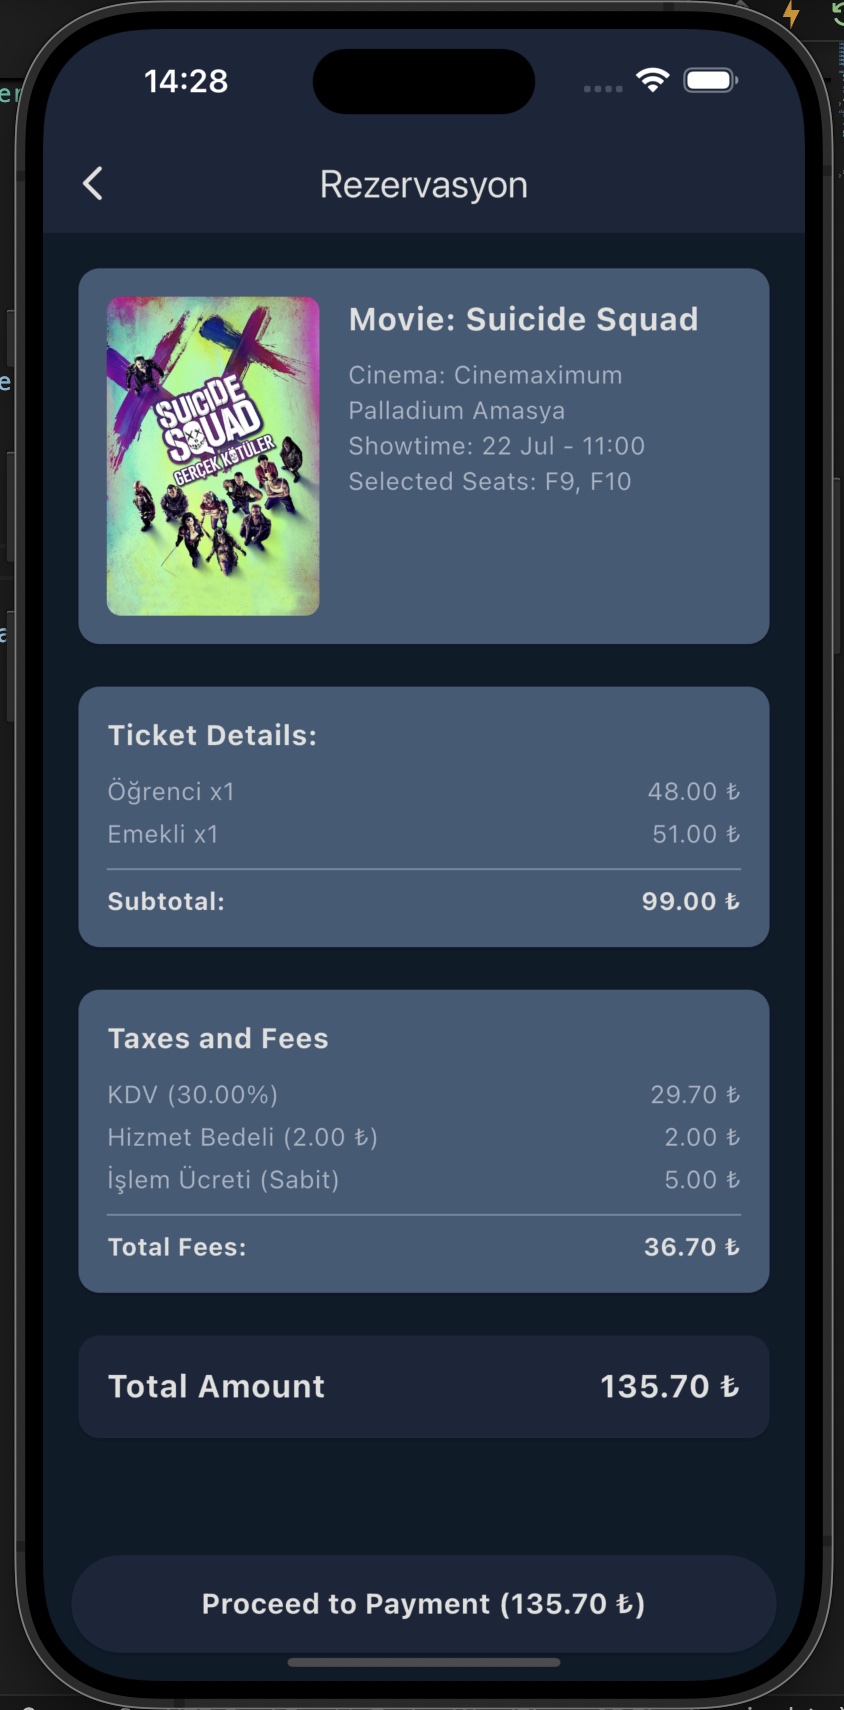 14:28
Rezervasyon
SUICIDE
SQUAD
GERÇEK KÖTÜLER
Movie: Suicide Squad
Cinema: Cinemaximum
Palladium Amasya
Showtime: 22 Jul - 11:00
Selected Seats: F9, F10
Ticket Details:
Öğrenci x1 48.00 ₺
Emekli x1 51.00 ₺
Subtotal: 99.00 ₺
Taxes and Fees
KDV (30.00%) 29.70 ₺
Hizmet Bedeli (2.00 ₺) 2.00 ₺
İşlem Ücreti (Sabit) 5.00 ₺
Total Fees: 36.70 ₺
Total Amount 135.70 ₺
Proceed to Payment (135.70 ₺)